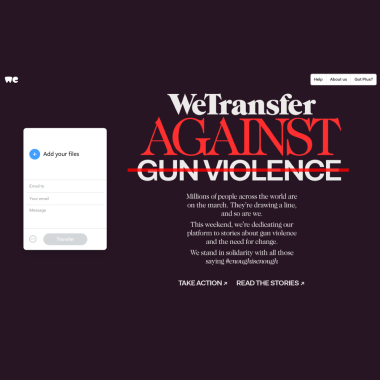 we
Help
About us
Got Plus?
WeTransfer
AGAINST
GUN VIOLENCE
Add your files
Email to
Your email
Message
Transfer
Millions of people across the world are
on the march. They're drawing a line,
and so are we.
This weekend, we're dedicating our
platform to stories about gun violence
and the need for change.
We stand in solidarity with all those
saying #enoughisenough
TAKE ACTION ↗
READ THE STORIES ↗